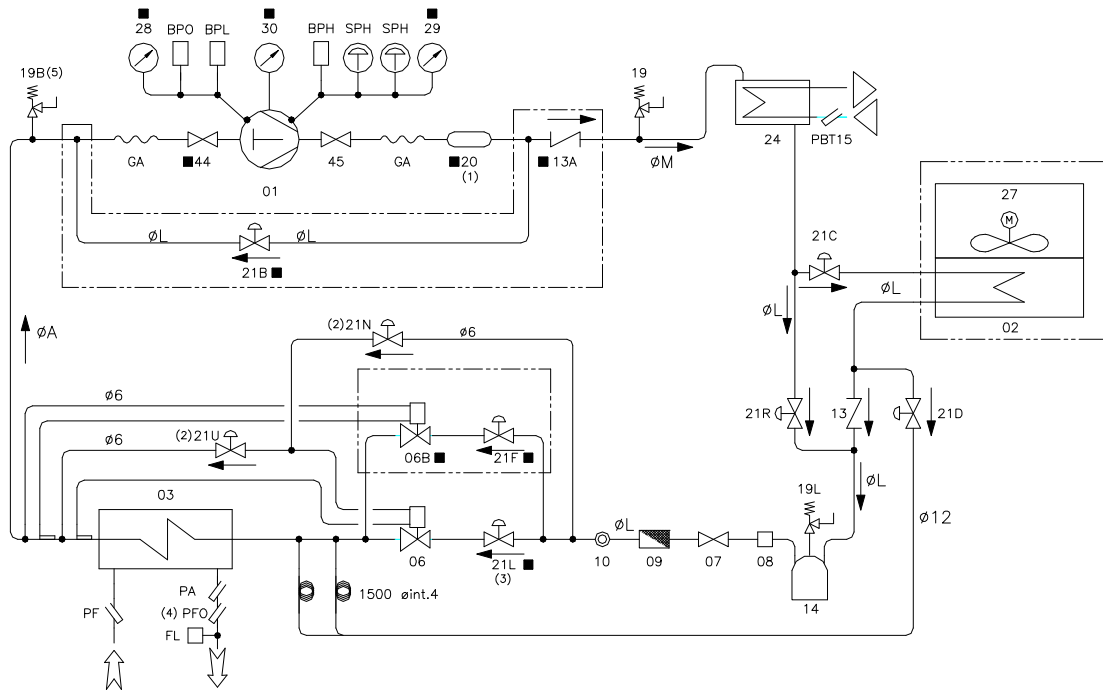 ■ 28
BPO
BPL
■ 30
BPH
SPH
SPH
■ 29
19B(5)
19
GA
■44
01
45
GA
■20
(1)
■13A
ØM
24
PBT15
27
M
ØL
ØL
21B■
21C
ØL
ØL
02
ØA
(2)21N
ø6
ø6
ø6
(2)21U
06B■
21F■
21R
13
21D
03
ØL
19L
ø12
ØL
06
21L■
(3)
10
09
07
08
14
PF
PA
(4) PFO
FL
1500 øint.4